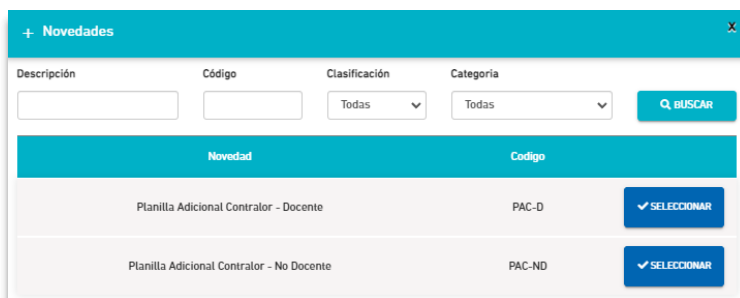 + Novedades
x
Descripción Código Clasificación Categoria
Todas Todas BUSCAR
Novedad Codigo
Planilla Adicional Contralor - Docente PAC-D SELECCIONAR
Planilla Adicional Contralor - No Docente PAC-ND SELECCIONAR